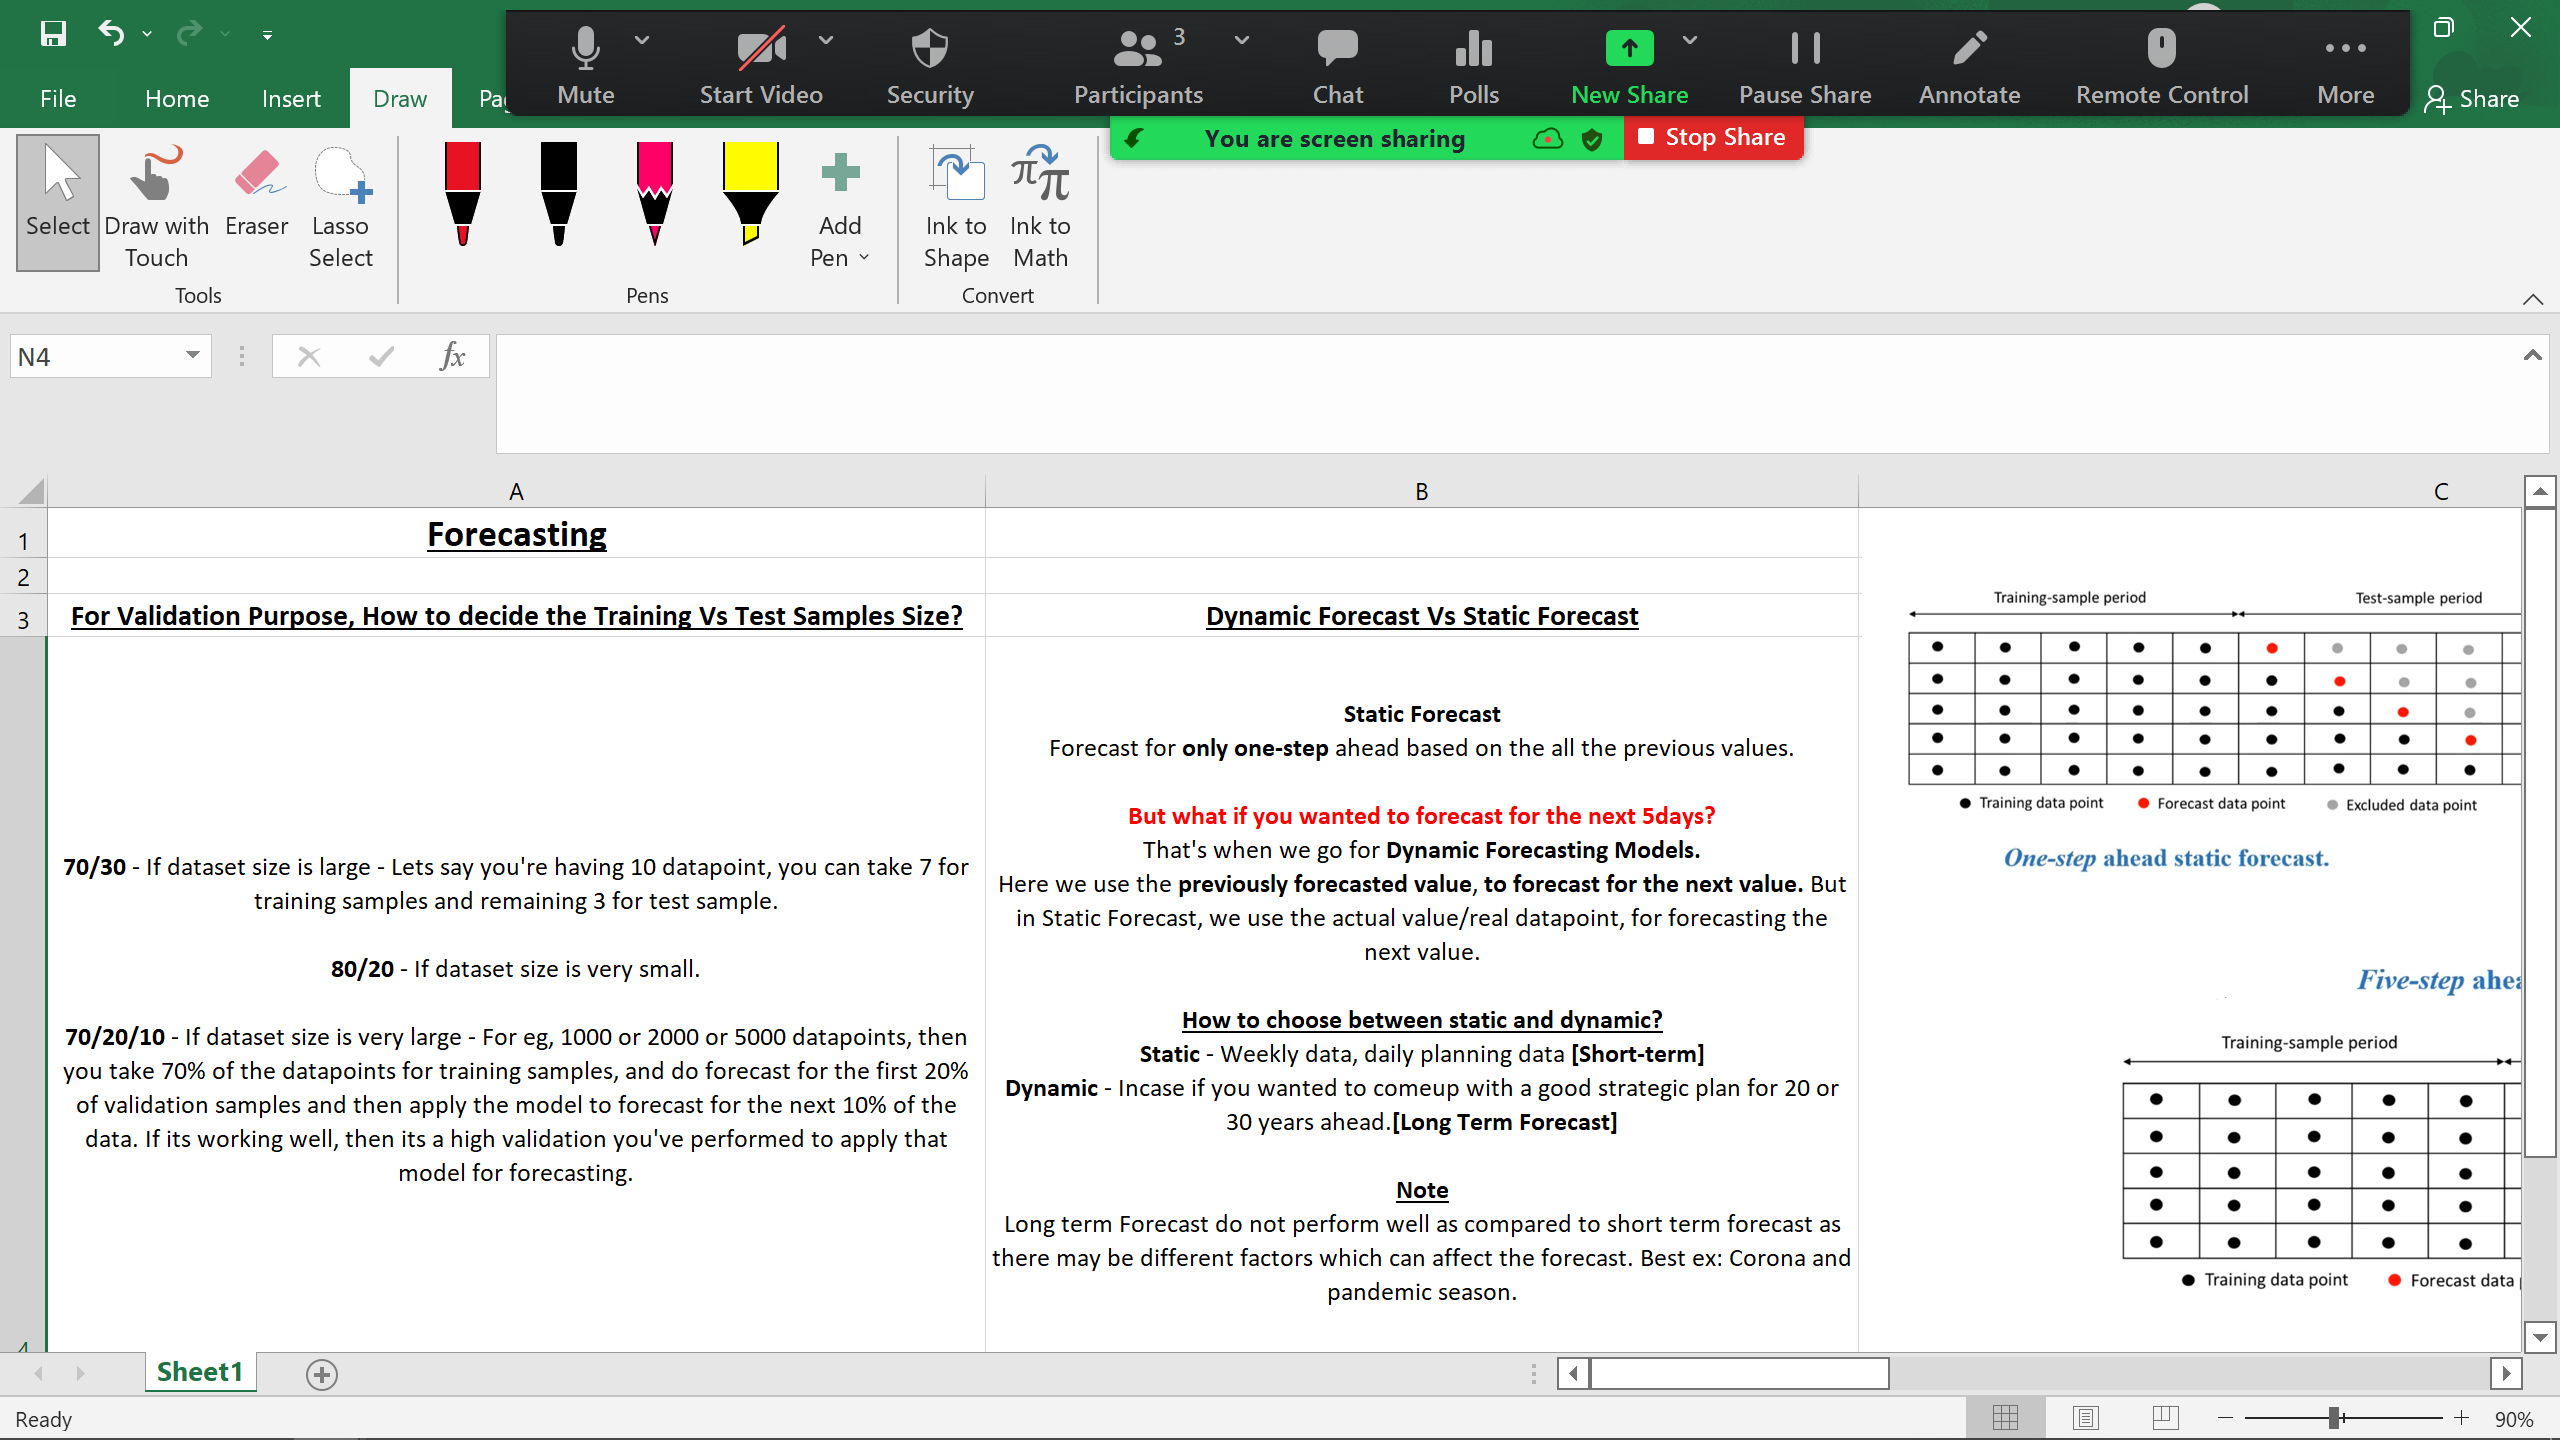 3
Mute
Start Video
Security
Participants
Chat
Polls
New Share
Pause Share
Annotate
Remote Control
More
File
Home
Insert
Draw
Share
You are screen sharing
Stop Share
Select
Draw with
Touch
Eraser
Lasso
Select
Add
Pen
Ink to
Shape
Ink to
Math
Tools
Pens
Convert
N4
fx
A
B
C
1
Forecasting
2
3
For Validation Purpose, How to decide the Training Vs Test Samples Size?
Dynamic Forecast Vs Static Forecast
4
70/30 - If dataset size is large - Lets say you're having 10 datapoint, you can take 7 for
training samples and remaining 3 for test sample.
80/20 - If dataset size is very small.
70/20/10 - If dataset size is very large - For eg, 1000 or 2000 or 5000 datapoints, then
you take 70% of the datapoints for training samples, and do forecast for the first 20%
of validation samples and then apply the model to forecast for the next 10% of the
data. If its working well, then its a high validation you've performed to apply that
model for forecasting.
Static Forecast
Forecast for only one-step ahead based on the all the previous values.
But what if you wanted to forecast for the next 5days?
That's when we go for Dynamic Forecasting Models.
Here we use the previously forecasted value, to forecast for the next value. But
in Static Forecast, we use the actual value/real datapoint, for forecasting the
next value.
How to choose between static and dynamic?
Static - Weekly data, daily planning data [Short-term]
Dynamic - Incase if you wanted to comeup with a good strategic plan for 20 or
30 years ahead.[Long Term Forecast]
Note
Long term Forecast do not perform well as compared to short term forecast as
there may be different factors which can affect the forecast. Best ex: Corona and
pandemic season.
Training-sample period
Test-sample period
Training data point
Forecast data point
Excluded data point
One-step ahead static forecast.
Five-step
Training-sample period
Training data point
Forecast data
Sheet1
Ready
90%